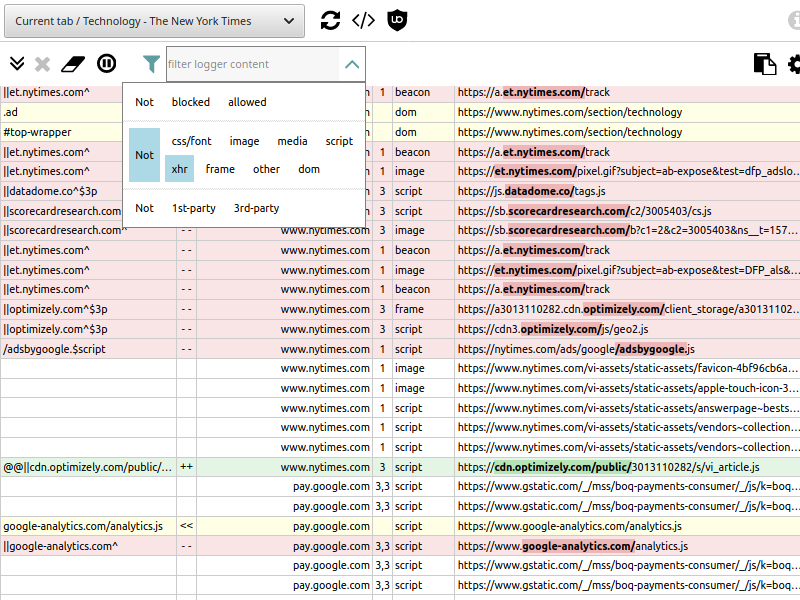 Current tab / Technology - The New York Times
</>
filter logger content
||et.nytimes.com^ 1 beacon https://a.et.nytimes.com/track
Not blocked allowed
.ad dom https://www.nytimes.com/section/technology
#top-wrapper dom https://www.nytimes.com/section/technology
Not css/font image media script
xhr frame other dom
||et.nytimes.com^ 1 beacon https://a.et.nytimes.com/track
||et.nytimes.com^ 1 image https://et.nytimes.com/pixel.gif?subject=ab-expose&test=dfp_adslo...
||datadome.co^$3p 3 script https://js.datadome.co/tags.js
Not 1st-party 3rd-party
||scorecardresearch.com 3 script https://sb.scorecardresearch.com/c2/3005403/cs.js
||scorecardresearch.com^ -- www.nytimes.com 3 image https://sb.scorecardresearch.com/b?c1=2&c2=3005403&ns__t=157...
||et.nytimes.com^ -- www.nytimes.com 1 beacon https://a.et.nytimes.com/track
||et.nytimes.com^ -- www.nytimes.com 1 image https://et.nytimes.com/pixel.gif?subject=ab-expose&test=DFP_als&...
||et.nytimes.com^ -- www.nytimes.com 1 beacon https://a.et.nytimes.com/track
||optimizely.com^$3p -- www.nytimes.com 3 frame https://a3013110282.cdn.optimizely.com/client_storage/a30131102...
||optimizely.com^$3p -- www.nytimes.com 3 script https://cdn3.optimizely.com/js/geo2.js
/adsbygoogle.$script -- www.nytimes.com 1 script https://nytimes.com/ads/google/adsbygoogle.js
www.nytimes.com 1 image https://www.nytimes.com/vi-assets/static-assets/favicon-4bf96cb6a...
www.nytimes.com 1 image https://www.nytimes.com/vi-assets/static-assets/apple-touch-icon-3...
www.nytimes.com 1 script https://www.nytimes.com/vi-assets/static-assets/answerpage~bests...
www.nytimes.com 1 script https://www.nytimes.com/vi-assets/static-assets/vendors~collection...
www.nytimes.com 1 script https://www.nytimes.com/vi-assets/static-assets/vendors~collection...
@@||cdn.optimizely.com/public/... ++ www.nytimes.com 3 script https://cdn.optimizely.com/public/3013110282/s/vi_article.js
pay.google.com 3,3 script https://www.gstatic.com/_/mss/boq-payments-consumer/_/js/k=boq...
pay.google.com 3,3 script https://www.gstatic.com/_/mss/boq-payments-consumer/_/js/k=boq...
google-analytics.com/analytics.js << pay.google.com script https://www.google-analytics.com/analytics.js
||google-analytics.com^ -- pay.google.com 3,3 script https://www.google-analytics.com/analytics.js
pay.google.com 3,3 script https://www.gstatic.com/_/mss/boq-payments-consumer/_/js/k=boq...
pay.google.com 3,3 script https://www.gstatic.com/_/mss/boq-payments-consumer/_/js/k=boq...